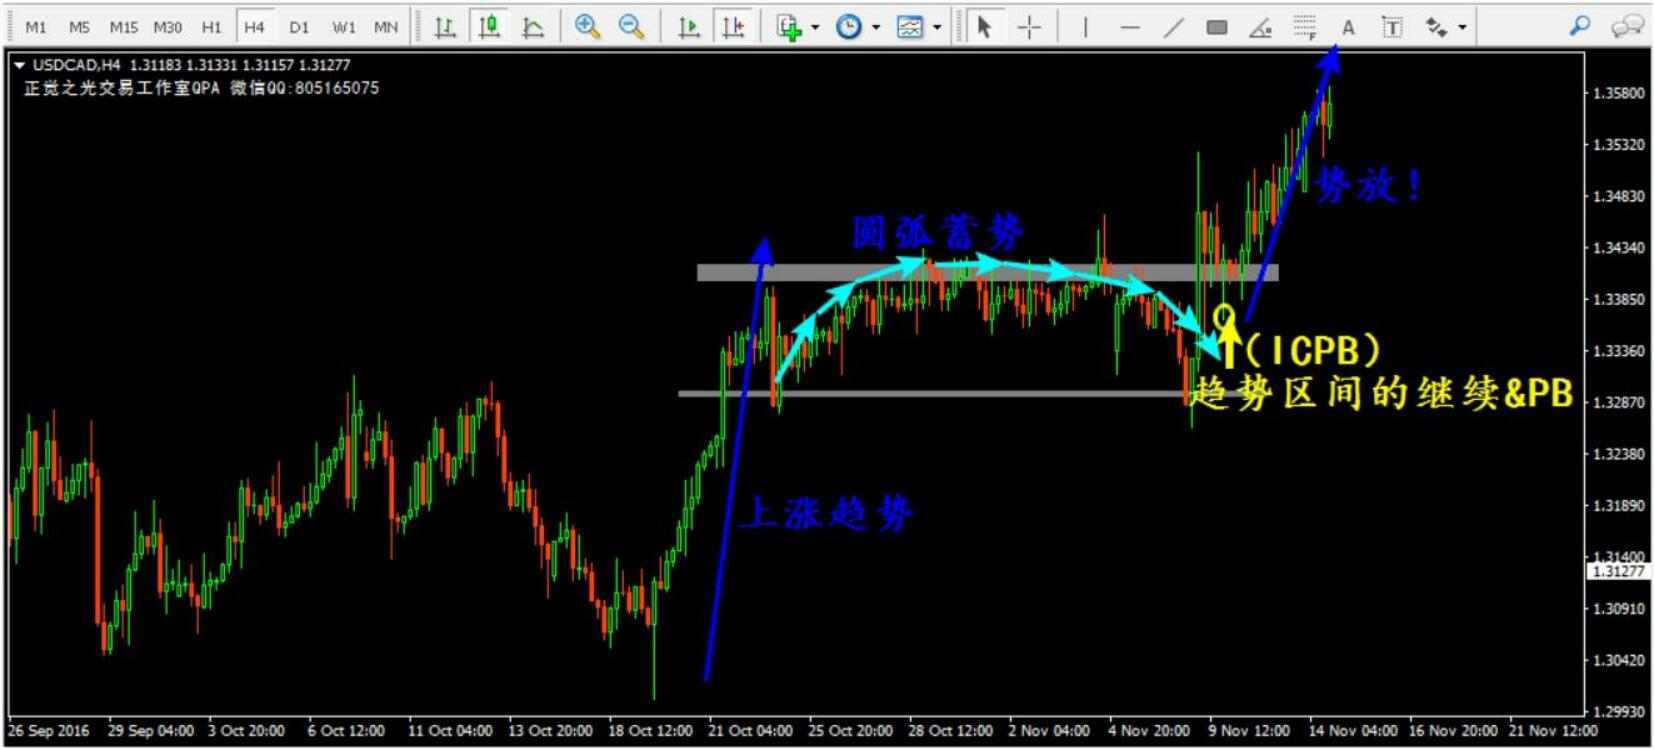 M1 M5 M15 M30 H1 H4 D1 W1 MN F A T
USDCAD,H4 1.31183 1.31331 1.31157 1.31277
正觉之光交易工作室QPA 微信QQ:805165075
1.35800
1.35320
势放！
1.34830
圆弧蓄势
1.34340
1.33850
(ICPB)
1.33360
趋势区间的继续&PB
1.32870
1.32380
上涨趋势
1.31890
1.31400
1.31277
1.30910
1.30420
1.29930
26 Sep 2016 29 Sep 04:00 3 Oct 20:00 6 Oct 12:00 11 Oct 04:00 13 Oct 20:00 18 Oct 12:00 21 Oct 04:00 25 Oct 20:00 28 Oct 12:00 2 Nov 04:00 4 Nov 20:00 9 Nov 12:00 14 Nov 04:00 16 Nov 20:00 21 Nov 12:00